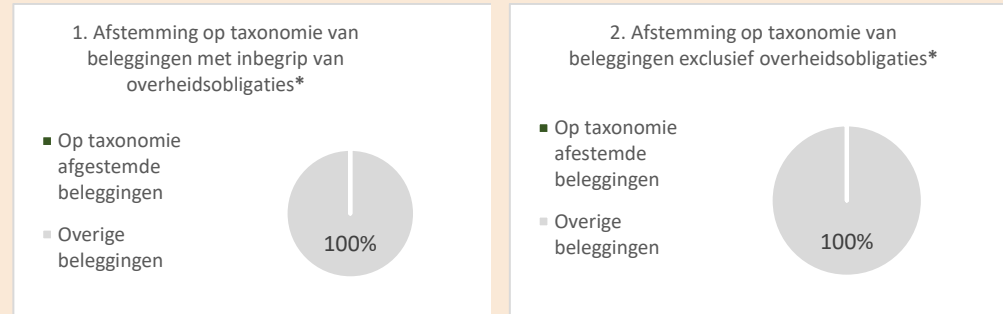 1. Afstemming op taxonomie van
beleggingen met inbegrip van
overheidsobligaties*
Op taxonomie
afgestemde
beleggingen
Overige
beleggingen
100%
2. Afstemming op taxonomie van
beleggingen exclusief overheidsobligaties*
Op taxonomie
afestemde
beleggingen
Overige
beleggingen
100%